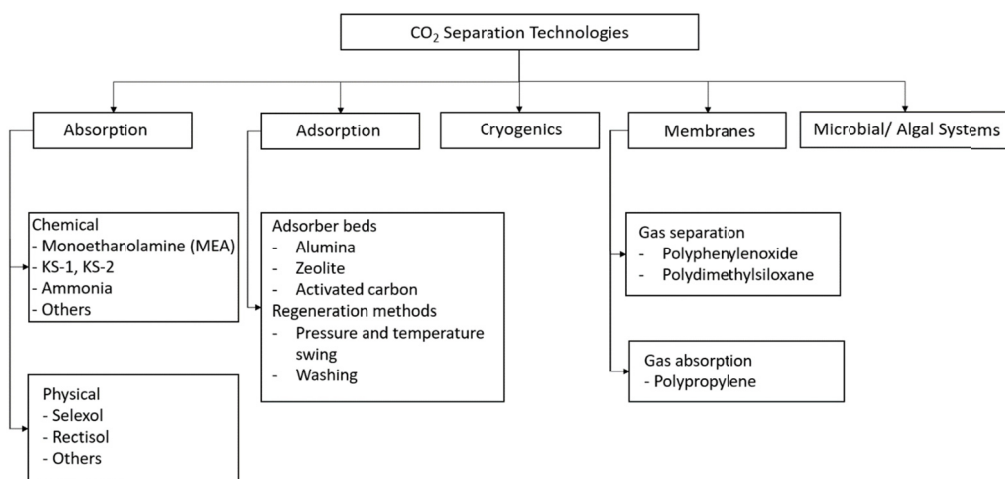 CO₂ Separation Technologies
Absorption
Adsorption
Cryogenics
Membranes
Microbial/ Algal Systems
Chemical
- Monoetharolamine (MEA)
- KS-1, KS-2
- Ammonia
- Others
Physical
- Selexol
- Rectisol
- Others
Adsorber beds
- Alumina
- Zeolite
- Activated carbon
Regeneration methods
- Pressure and temperature
swing
- Washing
Gas separation
- Polyphenylenoxide
- Polydimethylsiloxane
Gas absorption
- Polypropylene